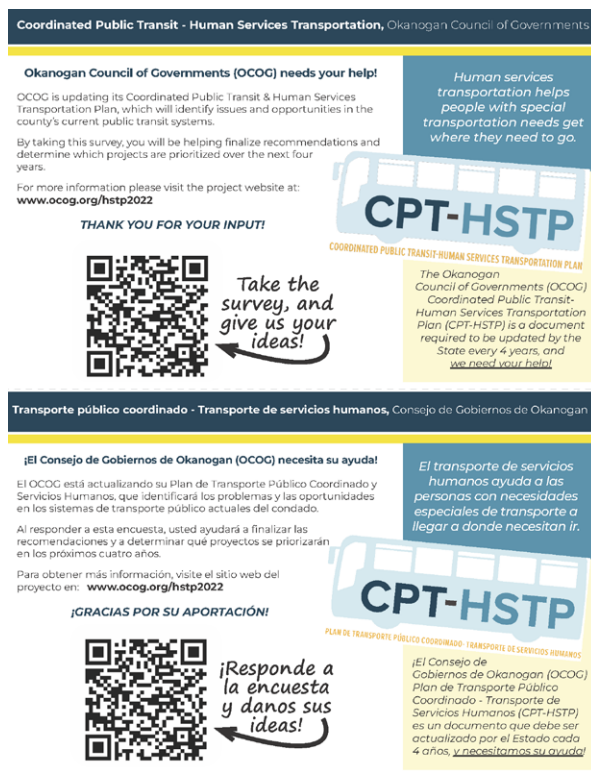 Coordinated Public Transit - Human Services Transportation, Okanogan Council of Governments
Okanogan Council of Governments (OCOG) needs your help!
OCOG is updating its Coordinated Public Transit & Human Services
Transportation Plan, which will identify issues and opportunities in the
county's current public transit systems.
By taking this survey, you will be helping finalize recommendations and
determine which projects are prioritized over the next four
years.
For more information please visit the project website at:
www.ocog.org/hstp2022
THANK YOU FOR YOUR INPUT!
Take the
survey, and
give us your
ideas!
Human services
transportation helps
people with special
transportation needs get
where they need to go.
CPT-HSTP
COORDINATED PUBLIC TRANSIT-HUMAN SERVICES TRANSPORTATION PLAN
The Okanogan
Council of Governments (OCOG)
Coordinated Public Transit-
Human Services Transportation
Plan (CPT-HSTP) is a document
required to be updated by the
State every 4 years, and
we need your help!
Transporte público coordinado - Transporte de servicios humanos, Consejo de Gobiernos de Okanogan
¡El Consejo de Gobiernos de Okanogan (OCOG) necesita su ayuda!
El OCOG está actualizando su Plan de Transporte Público Coordinado y
Servicios Humanos, que identificará los problemas y las oportunidades
en los sistemas de transporte público actuales del condado.
Al responder a esta encuesta, usted ayudará a finalizar las
recomendaciones y a determinar qué proyectos se priorizarán
en los próximos cuatro años.
Para obtener más información, visite el sitio web del
proyecto en: www.ocog.org/hstp2022
¡GRACIAS POR SU APORTACIÓN!
¡Responde a
la encuesta
y danos sus
ideas!
El transporte de servicios
humanos ayuda a las
personas con necesidades
especiales de transporte a
llegar a donde necesitan ir.
CPT-HSTP
PLAN DE TRANSPORTE PÚBLICO COORDINADO- TRANSPORTE DE SERVICIOS HUMANOS
¡El Consejo de
Gobiernos de Okanogan (OCOG)
Plan de Transporte Público
Coordinado - Transporte de
Servicios Humanos (CPT-HSTP)
es un documento que debe ser
actualizado por el Estado cada
4 años, y necesitamos su ayuda!